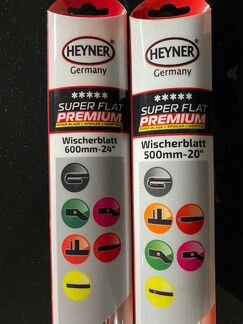 HEYNER®
Germany
SUPER FLAT
PREMIUM
Wischerblatt
600mm-24"
HEYNER®
Germany
SUPER FLAT
PREMIUM
Wischerblatt
500mm-20"